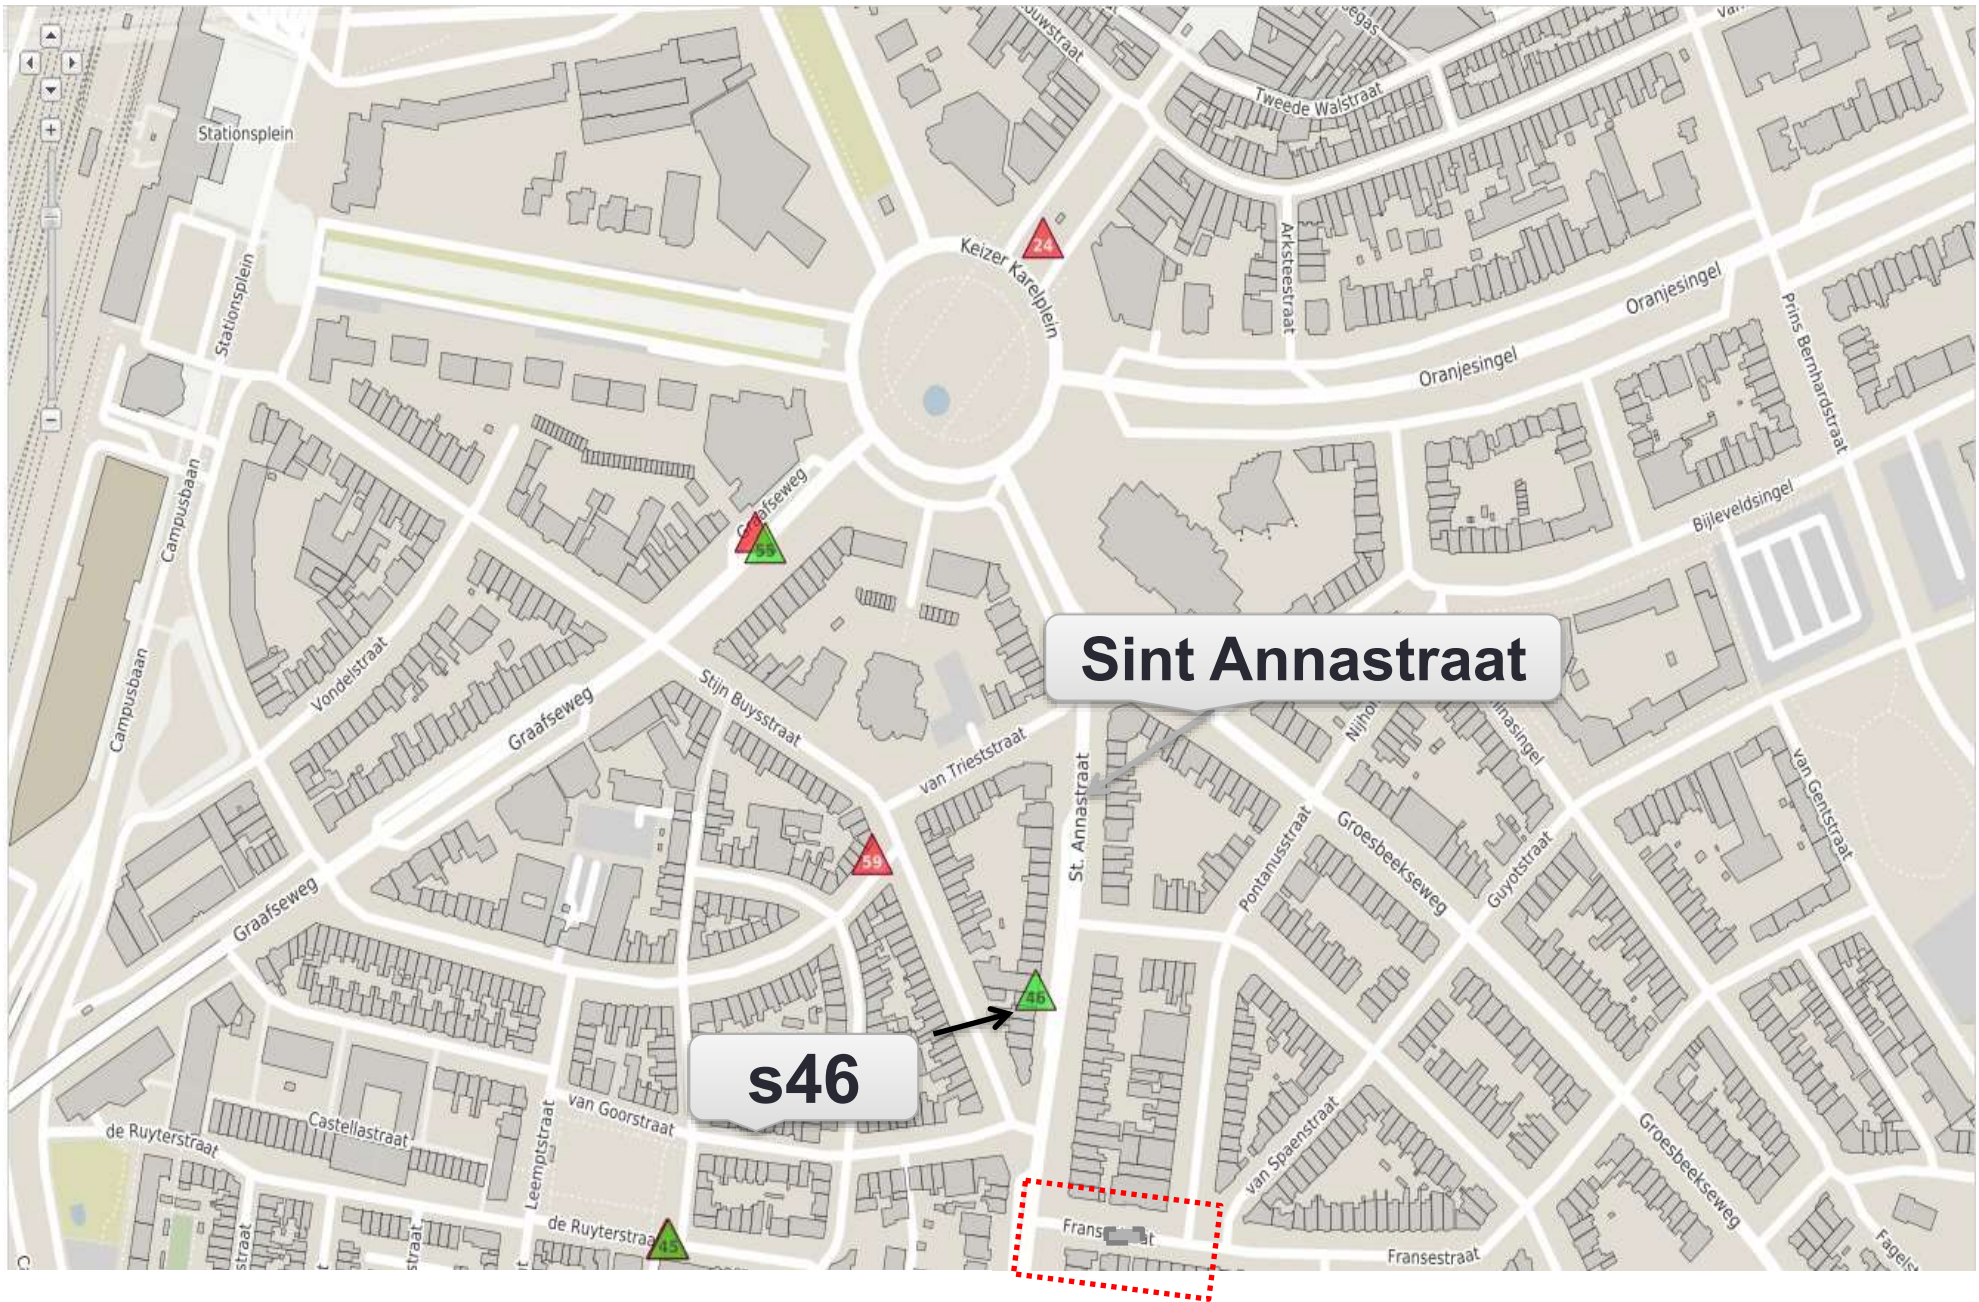 Tweede Walstraat
Stationsplein
24
Keizer Karelplein
Arksteestraat
Stationsplein
Oranjesingel
Oranjesingel
Prins Bernhardstraat
Campusbaan
Graafseweg
55
Bijleveldsingel
Sint Annastraat
Vondelstraat
Campusbaan
Graafseweg
Stijn Buysstraat
van Trieststraat
St. Annastraat
van Gentstraat
59
Pontanusstraat
Groesbeekseweg
Guyotstraat
Graafseweg
46
s46
van Goorstraat
Castellastraat
de Ruyterstraat
Leemptstraat
van Spaenstraat
Groesbeekseweg
de Ruyterstraa
45
Fransestraat